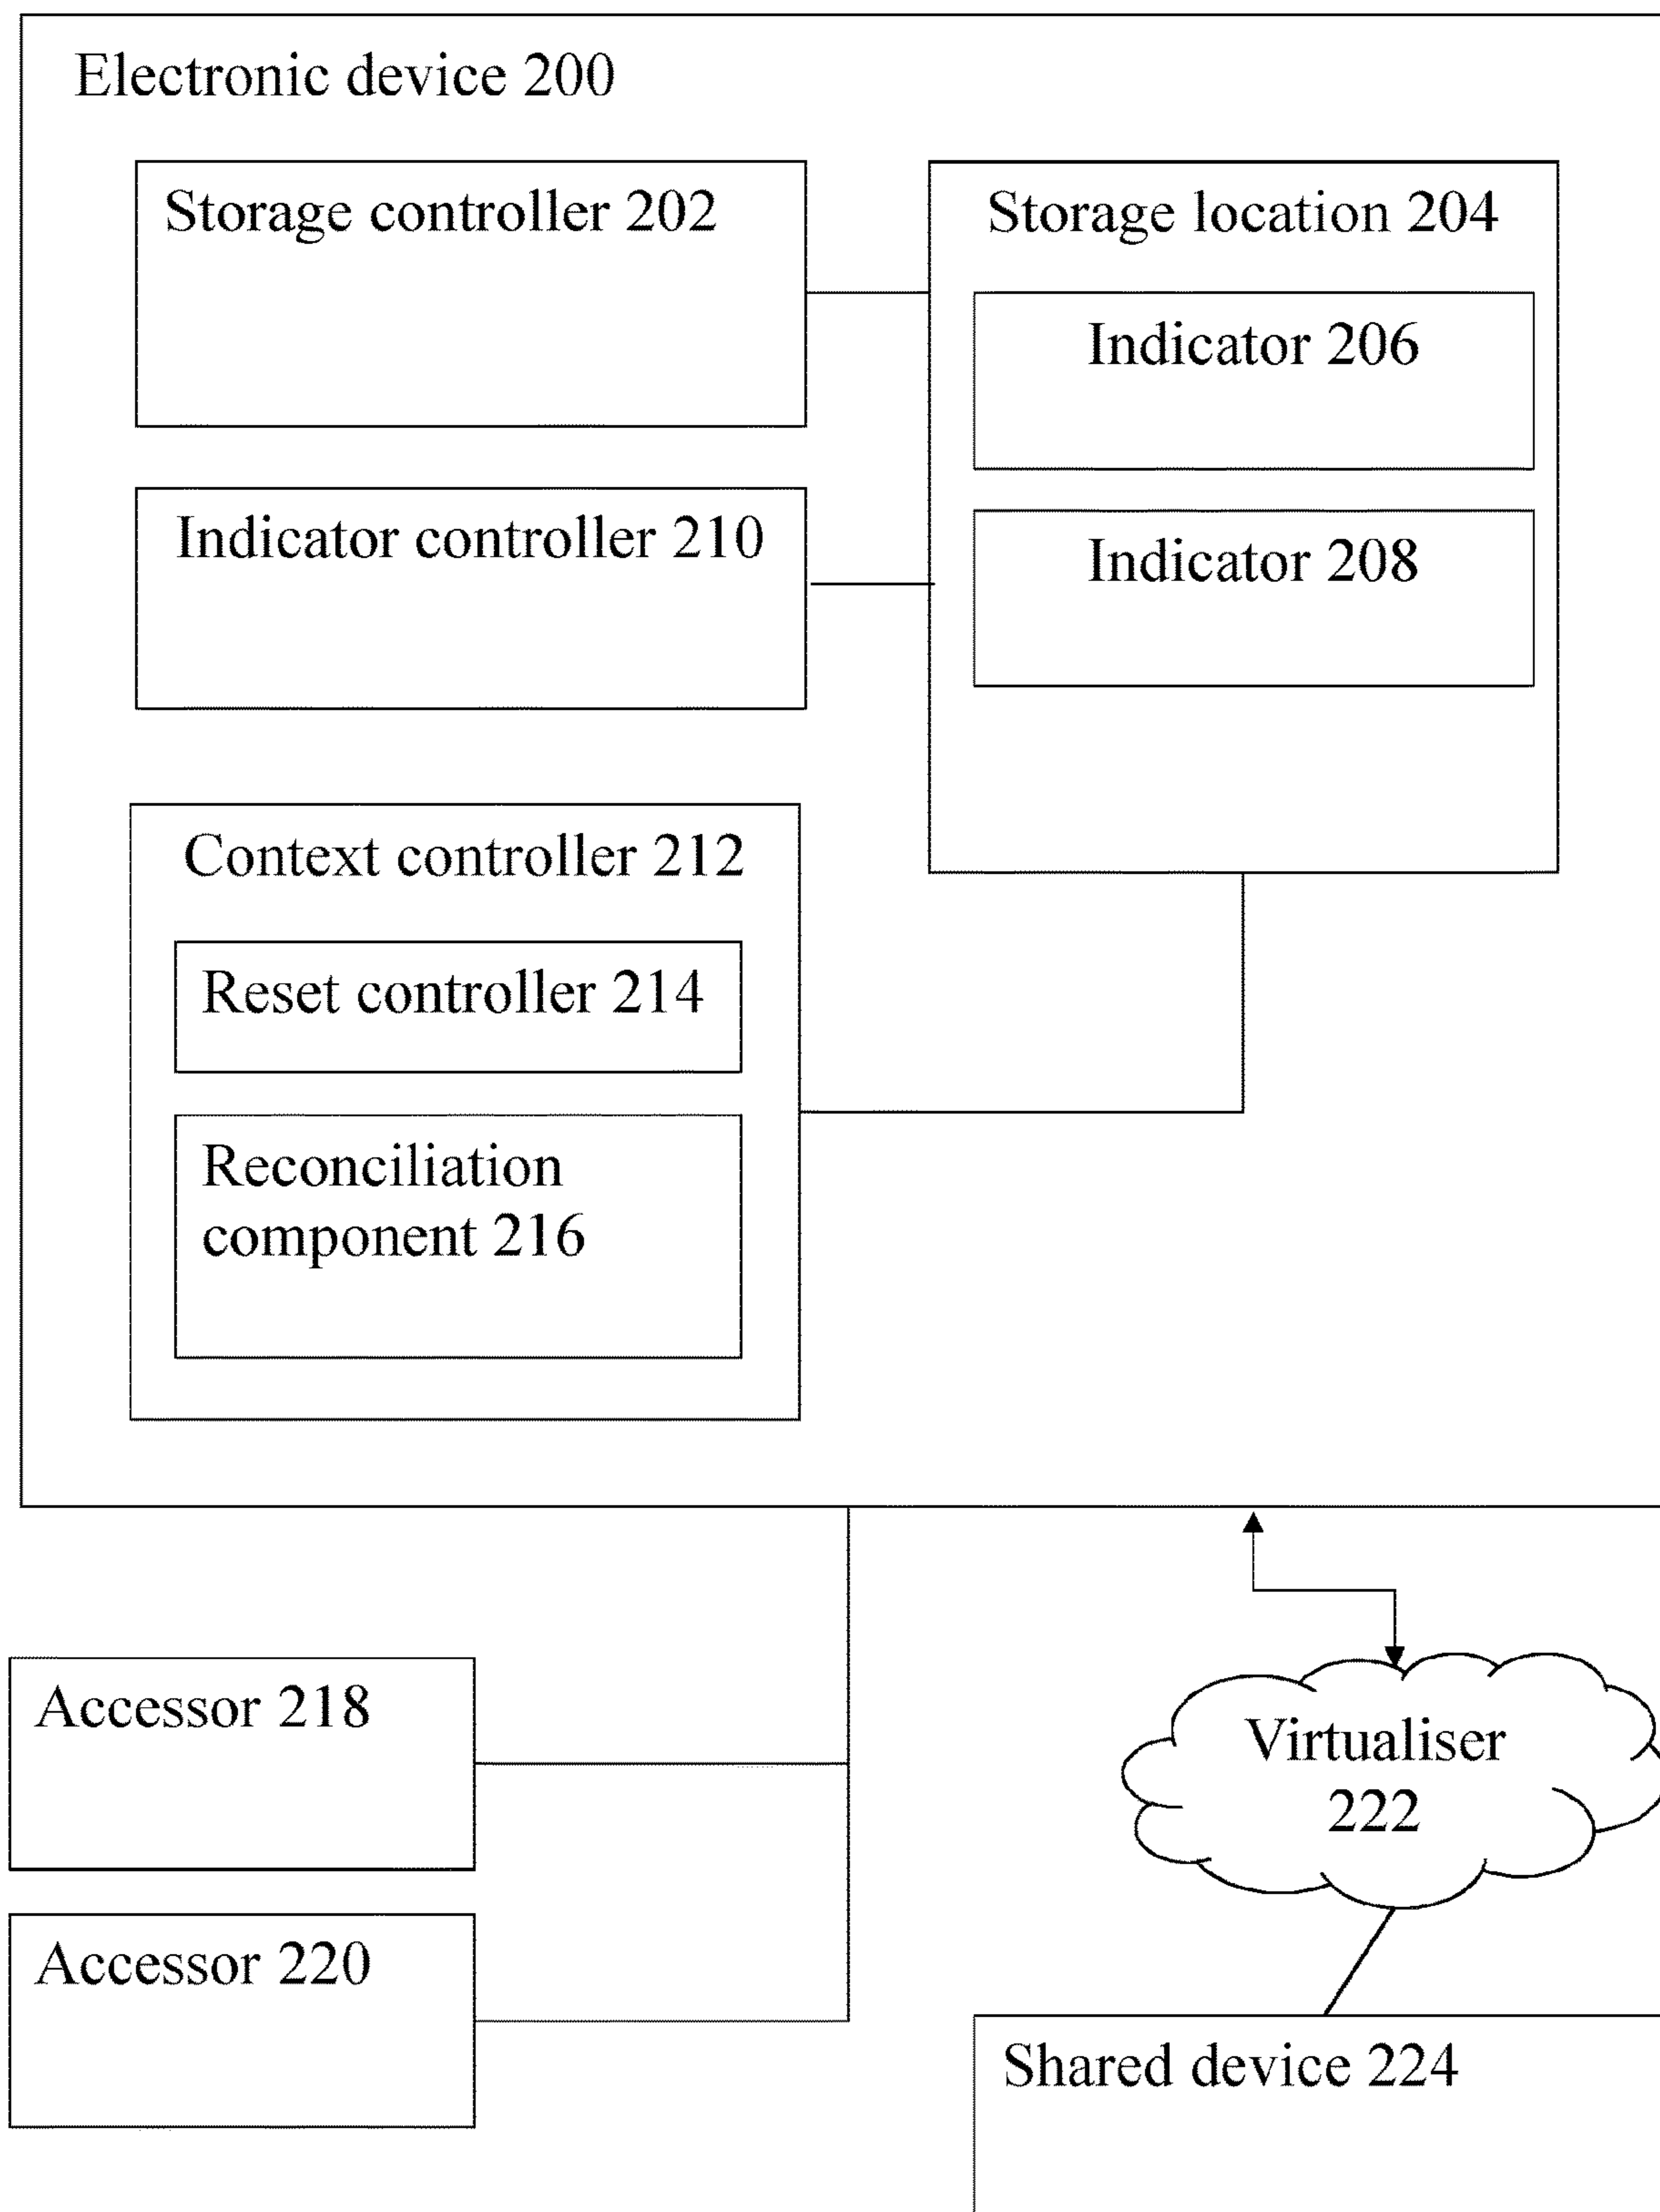 Electronic device 200
Storage controller 202
Storage location 204
Indicator 206
Indicator controller 210
Indicator 208
Context controller 212
Reset controller 214
Reconciliation
component 216
Accessor 218
Virtualiser
222
Accessor 220
Shared device 224